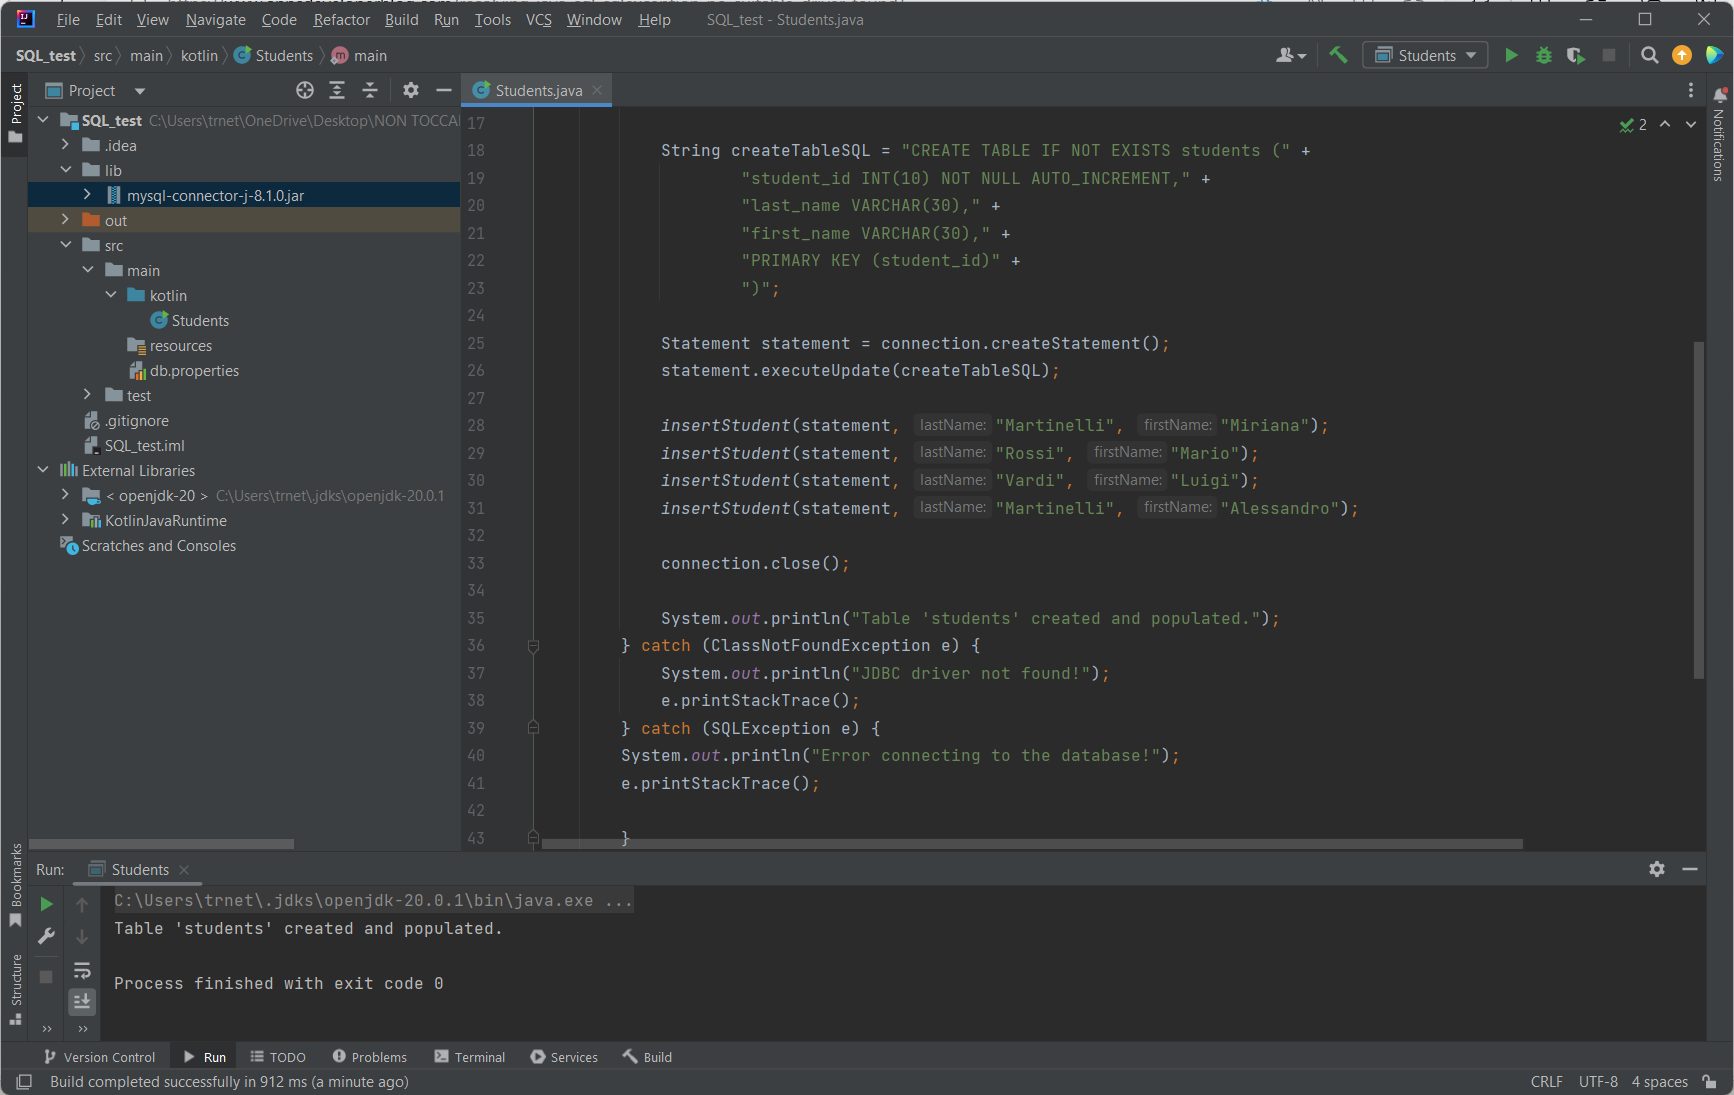 File Edit View Navigate Code Refactor Build Run Tools VCS Window Help SQL_test - Students.java
SQL_test src main kotlin Students main
Students
Project
Project
Students.java
Notifications
SQL_test C:\Users\trnet\OneDrive\Desktop\NON TOCCA
.idea
lib
mysql-connector-j-8.1.0.jar
out
src
main
kotlin
Students
resources
db.properties
test
.gitignore
SQL_test.iml
External Libraries
< openjdk-20 > C:\Users\trnet\.jdks\openjdk-20.0.1
KotlinJavaRuntime
Scratches and Consoles
2
17
18 String createTableSQL = "CREATE TABLE IF NOT EXISTS students (" +
19 "student_id INT(10) NOT NULL AUTO_INCREMENT," +
20 "last_name VARCHAR(30)," +
21 "first_name VARCHAR(30)," +
22 "PRIMARY KEY (student_id)" +
23 ")";
24
25 Statement statement = connection.createStatement();
26 statement.executeUpdate(createTableSQL);
27
28 insertStudent(statement, lastName: "Martinelli", firstName: "Miriana");
29 insertStudent(statement, lastName: "Rossi", firstName: "Mario");
30 insertStudent(statement, lastName: "Vardi", firstName: "Luigi");
31 insertStudent(statement, lastName: "Martinelli", firstName: "Alessandro");
32
33 connection.close();
34
35 System.out.println("Table 'students' created and populated.");
36 } catch (ClassNotFoundException e) {
37 System.out.println("JDBC driver not found!");
38 e.printStackTrace();
39 } catch (SQLException e) {
40 System.out.println("Error connecting to the database!");
41 e.printStackTrace();
42
43 }
Bookmarks
Structure
Run: Students
C:\Users\trnet\.jdks\openjdk-20.0.1\bin\java.exe ...
Table 'students' created and populated.
Process finished with exit code 0
Version Control Run TODO Problems Terminal Services Build
Build completed successfully in 912 ms (a minute ago) CRLF UTF-8 4 spaces